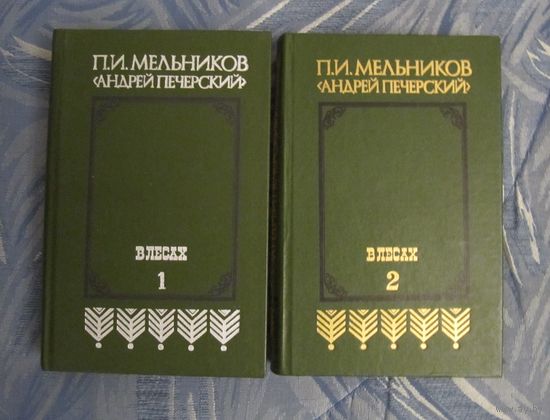 П.И. МЕЛЬНИКОВ
‹АНДРЕЙ ПЕЧЕРСКИЙ›
В ЛЕСАХ
1
П.И. МЕЛЬНИКОВ
‹АНДРЕЙ ПЕЧЕРСКИЙ›
В ЛЕСАХ
2